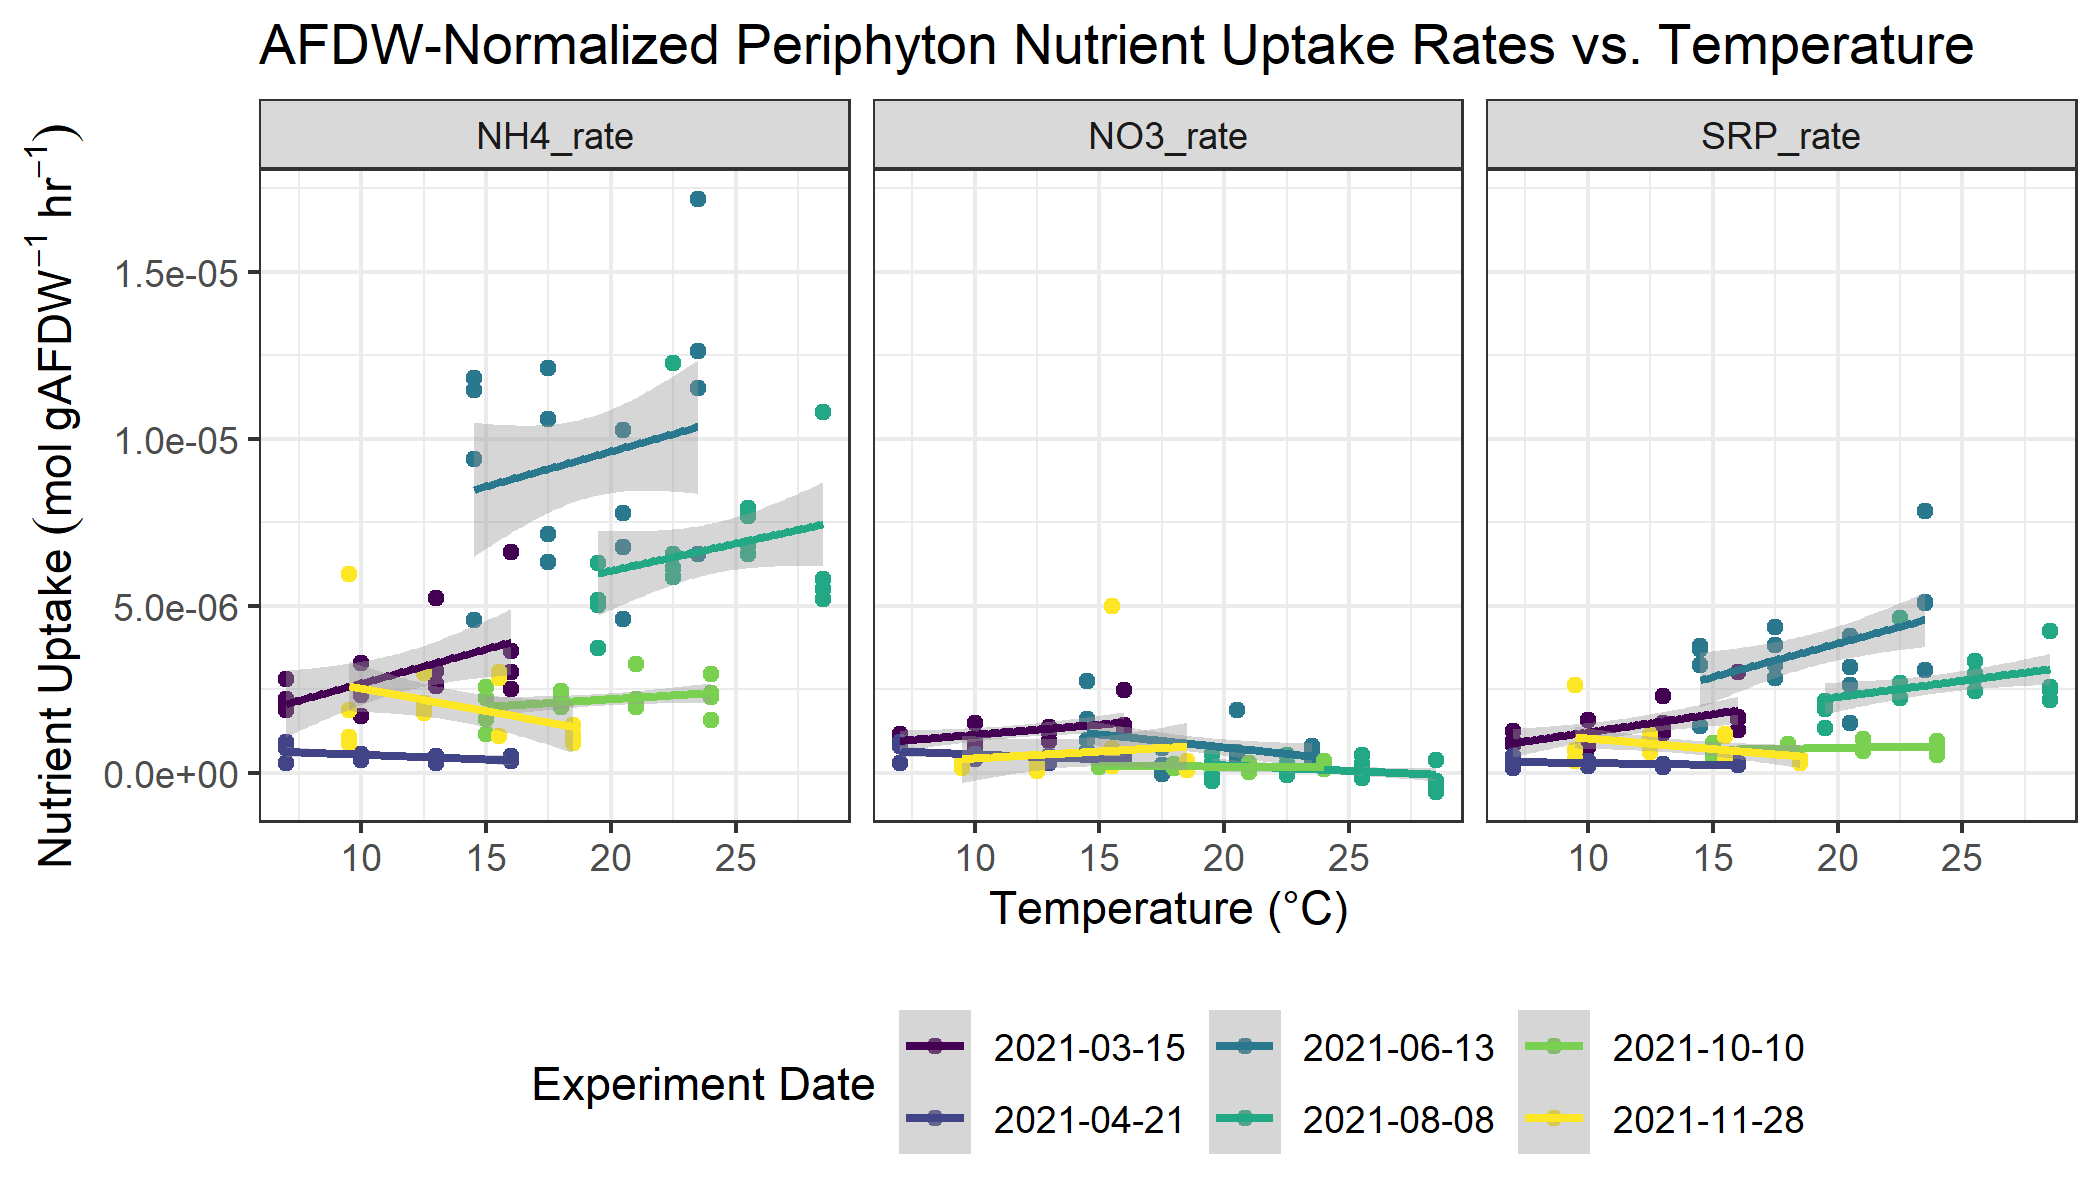 AFDW-Normalized Periphyton Nutrient Uptake Rates vs. Temperature
NH4_rate NO3_rate SRP_rate
Nutrient Uptake (mol gAFDW⁻¹ hr⁻¹)
1.5e-05
1.0e-05
5.0e-06
0.0e+00
10 15 20 25 10 15 20 25 10 15 20 25
Temperature (°C)
Experiment Date
2021-03-15 2021-06-13 2021-10-10
2021-04-21 2021-08-08 2021-11-28